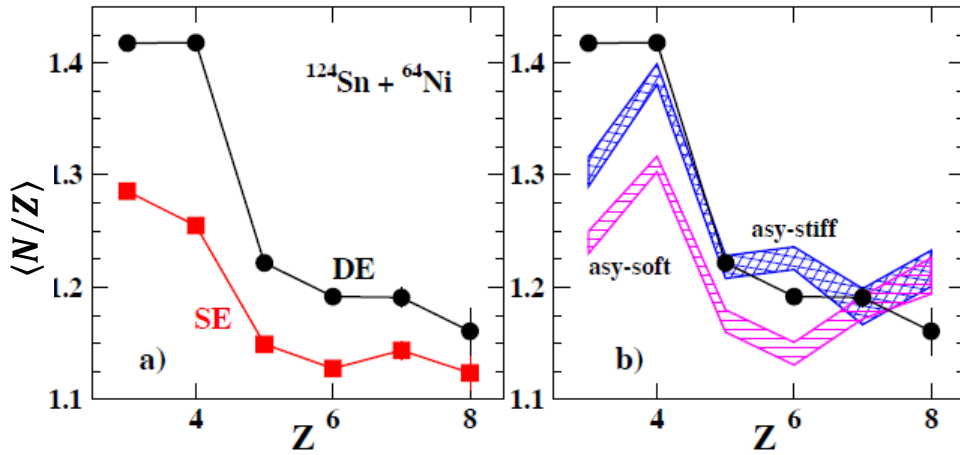 ⟨N/Z⟩
1.4
1.3
1.2
1.1
¹²⁴Sn + ⁶⁴Ni
DE
SE
a)
4
6
8
Z
1.4
1.3
1.2
1.1
asy-stiff
asy-soft
b)
4
6
8
Z